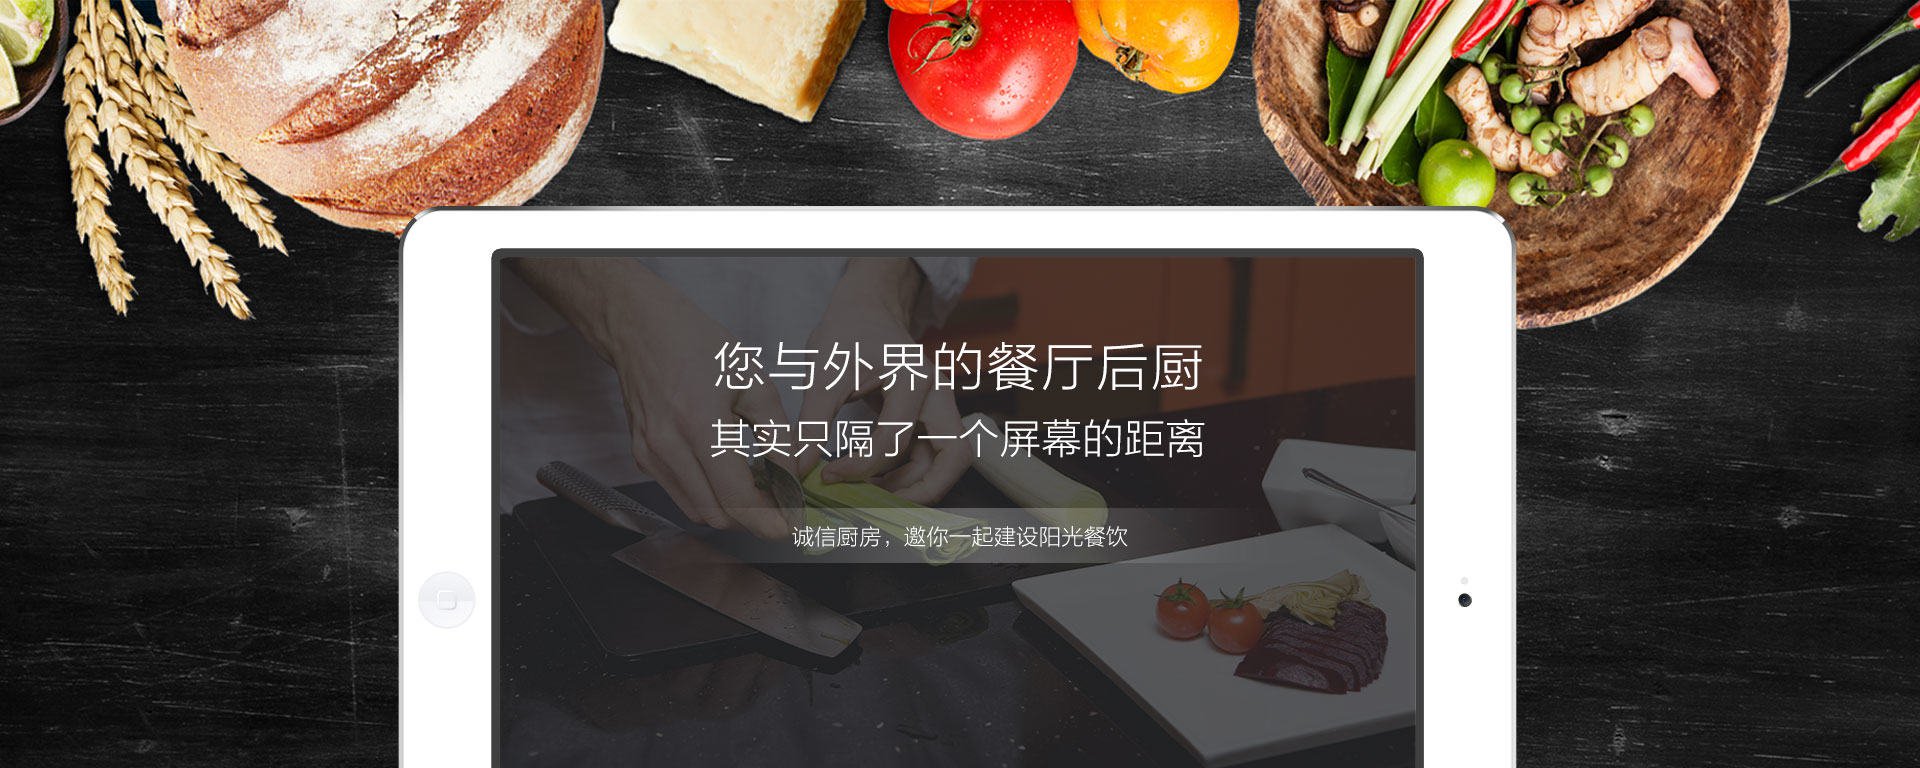 您与外界的餐厅后厨
其实只隔了一个屏幕的距离
诚信厨房，邀你一起建设阳光餐饮